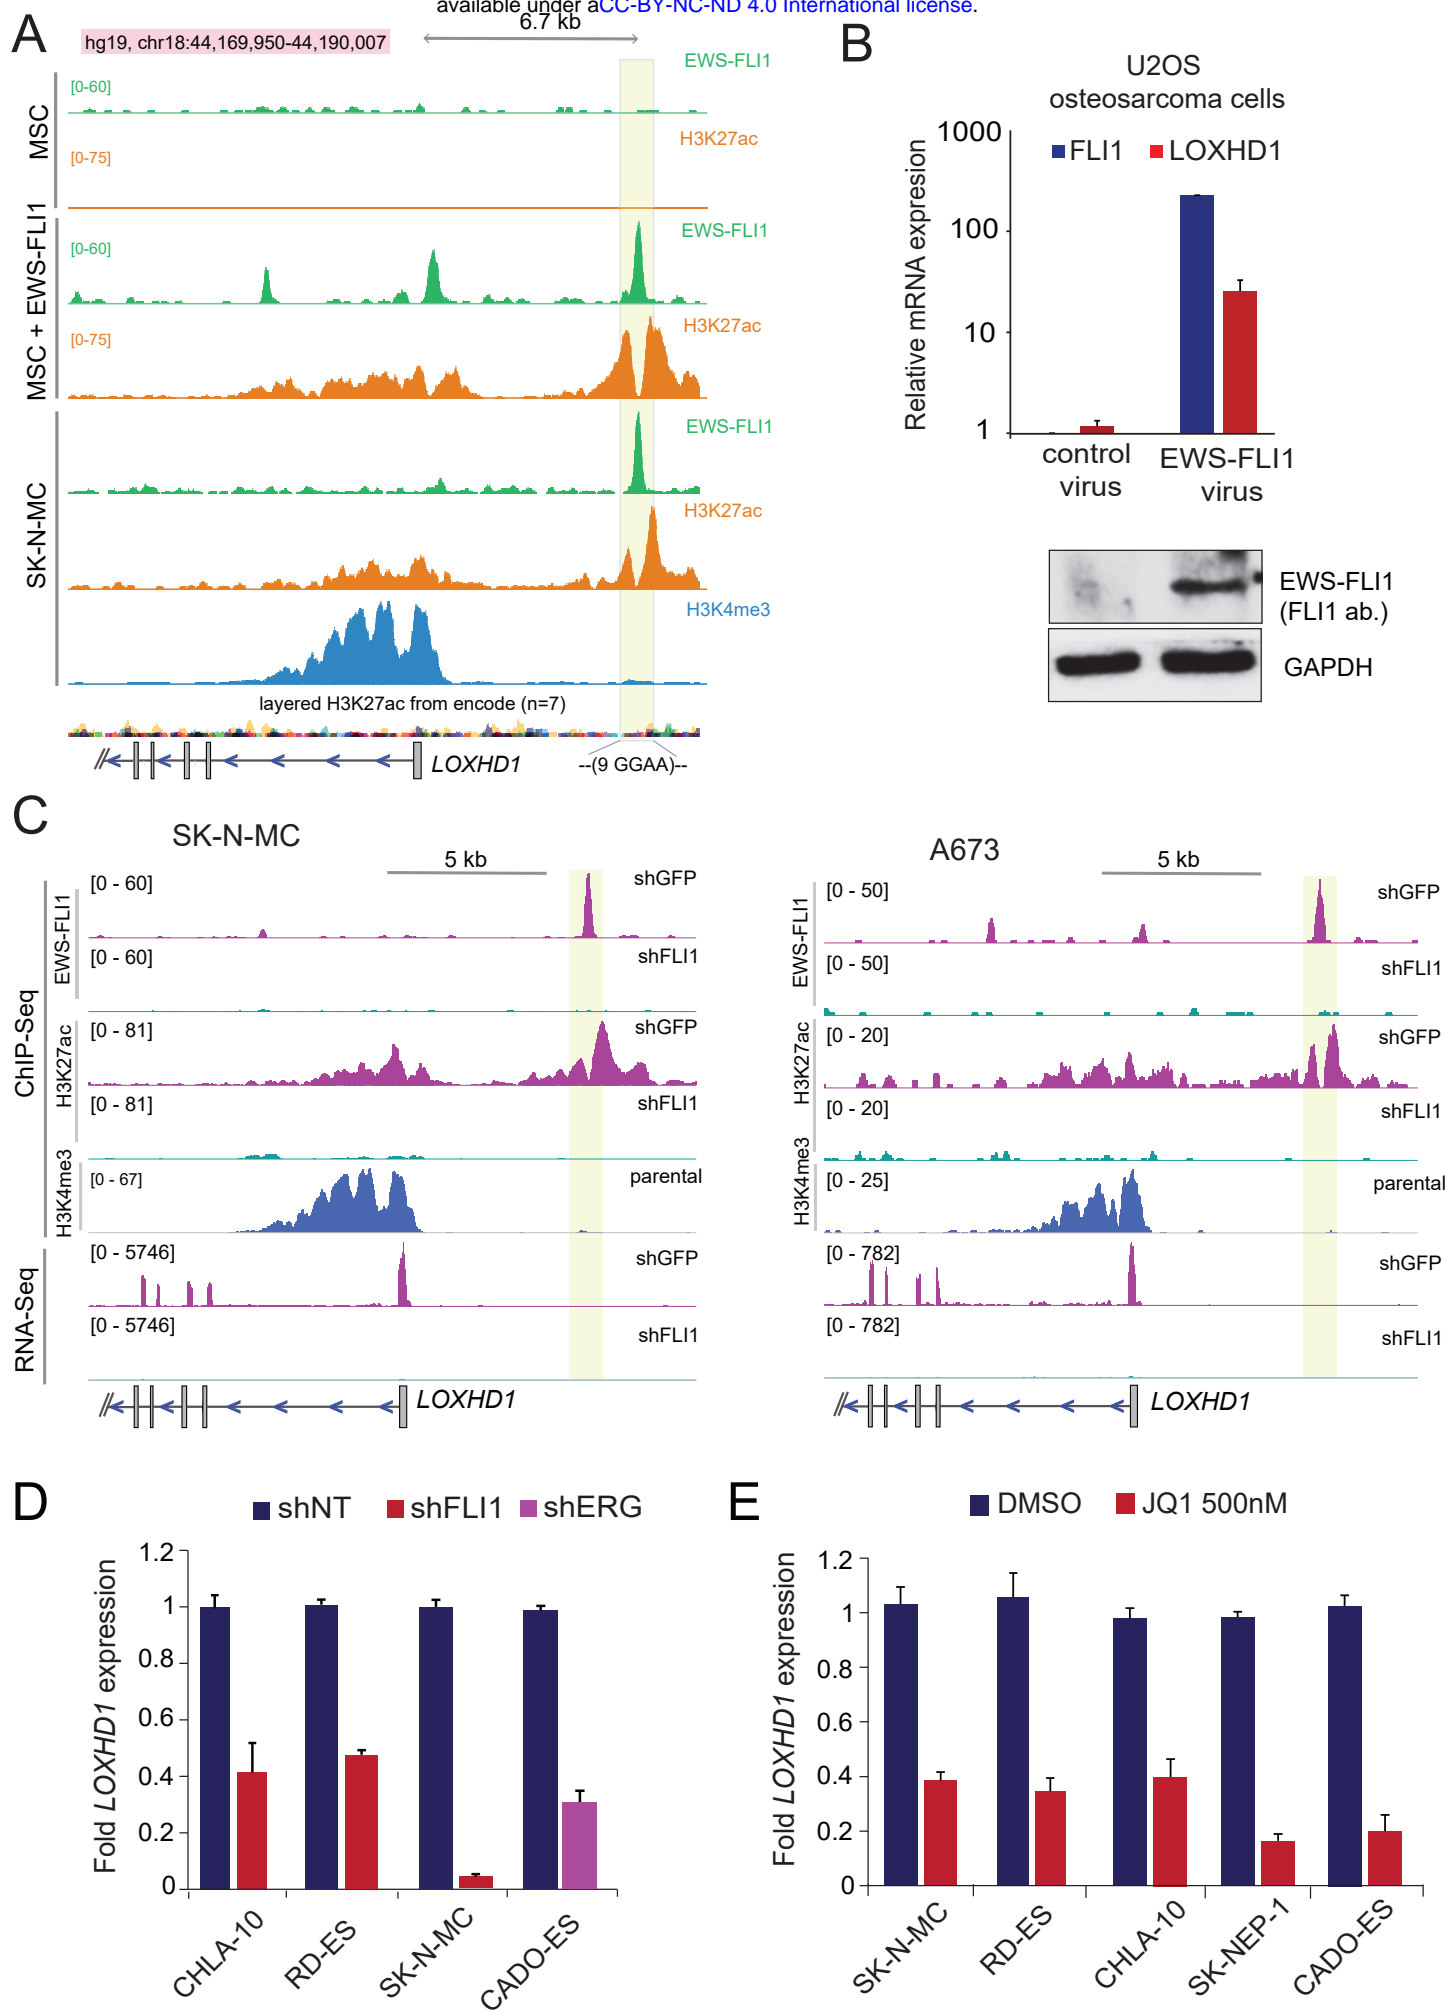 available under aCC-BY-NC-ND 4.0 International license.
A
hg19, chr18:44,169,950-44,190,007
6.7 kb
MSC
[0-60]
EWS-FLI1
[0-75]
H3K27ac
MSC + EWS-FLI1
[0-60]
EWS-FLI1
[0-75]
H3K27ac
SK-N-MC
EWS-FLI1
H3K27ac
H3K4me3
layered H3K27ac from encode (n=7)
LOXHD1
--(9 GGAA)--
B
U2OS
osteosarcoma cells
Relative mRNA expresion
FLI1
LOXHD1
1000
100
10
1
control
virus
EWS-FLI1
virus
EWS-FLI1
(FLI1 ab.)
GAPDH
C
SK-N-MC
5 kb
ChIP-Seq
EWS-FLI1
[0 - 60]
shGFP
[0 - 60]
shFLI1
H3K27ac
[0 - 81]
shGFP
[0 - 81]
shFLI1
H3K4me3
[0 - 67]
parental
RNA-Seq
[0 - 5746]
shGFP
[0 - 5746]
shFLI1
LOXHD1
A673
5 kb
EWS-FLI1
[0 - 50]
shGFP
[0 - 50]
shFLI1
H3K27ac
[0 - 20]
shGFP
[0 - 20]
shFLI1
H3K4me3
[0 - 25]
parental
[0 - 782]
shGFP
[0 - 782]
shFLI1
LOXHD1
D
shNT
shFLI1
shERG
Fold LOXHD1 expression
1.2
1
0.8
0.6
0.4
0.2
0
CHLA-10
RD-ES
SK-N-MC
CADO-ES
E
DMSO
JQ1 500nM
Fold LOXHD1 expression
1.2
1
0.8
0.6
0.4
0.2
0
SK-N-MC
RD-ES
CHLA-10
SK-NEP-1
CADO-ES